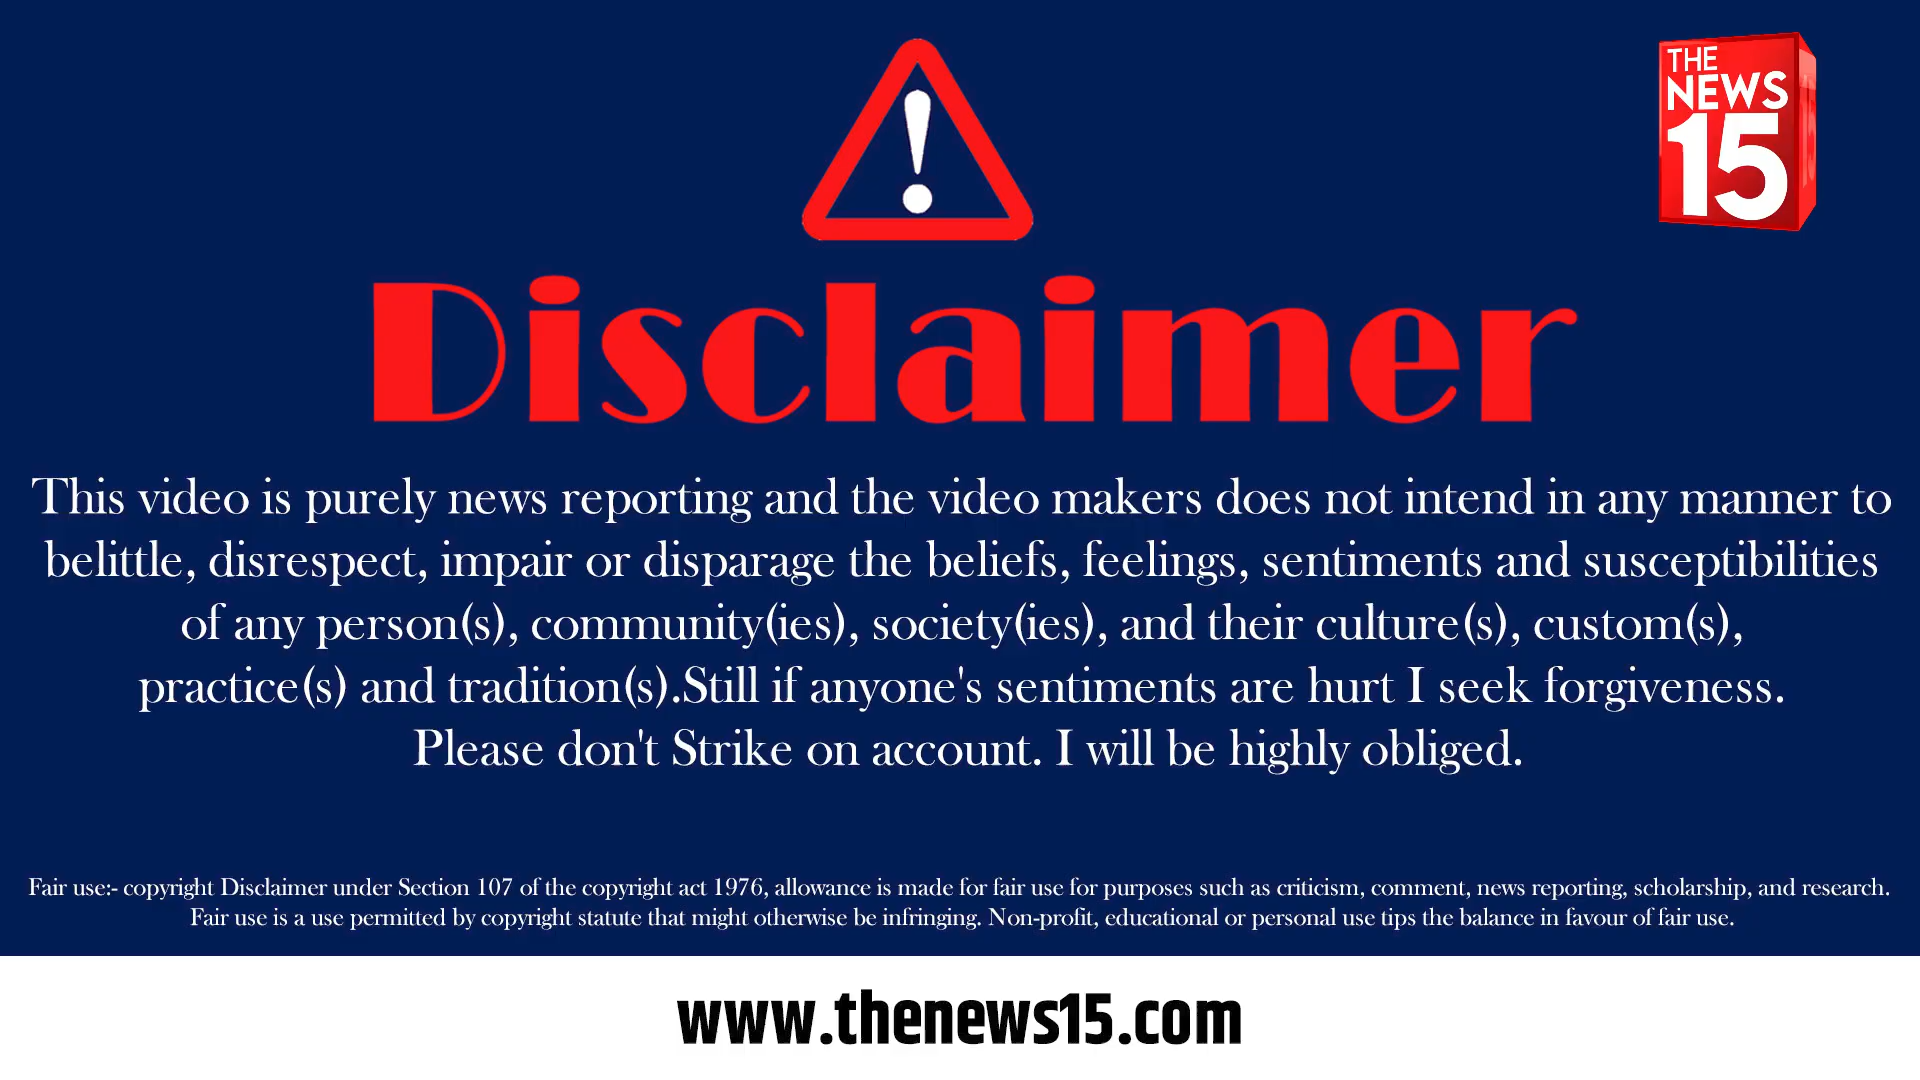 THE
NEWS
15
Disclaimer
This video is purely news reporting and the video makers does not intend in any manner to
belittle, disrespect, impair or disparage the beliefs, feelings, sentiments and susceptibilities
of any person(s), community(ies), society(ies), and their culture(s), custom(s),
practice(s) and tradition(s).Still if anyone's sentiments are hurt I seek forgiveness.
Please don't Strike on account. I will be highly obliged.
Fair use:- copyright Disclaimer under Section 107 of the copyright act 1976, allowance is made for fair use for purposes such as criticism, comment, news reporting, scholarship, and research.
Fair use is a use permitted by copyright statute that might otherwise be infringing. Non-profit, educational or personal use tips the balance in favour of fair use.
www.thenews15.com